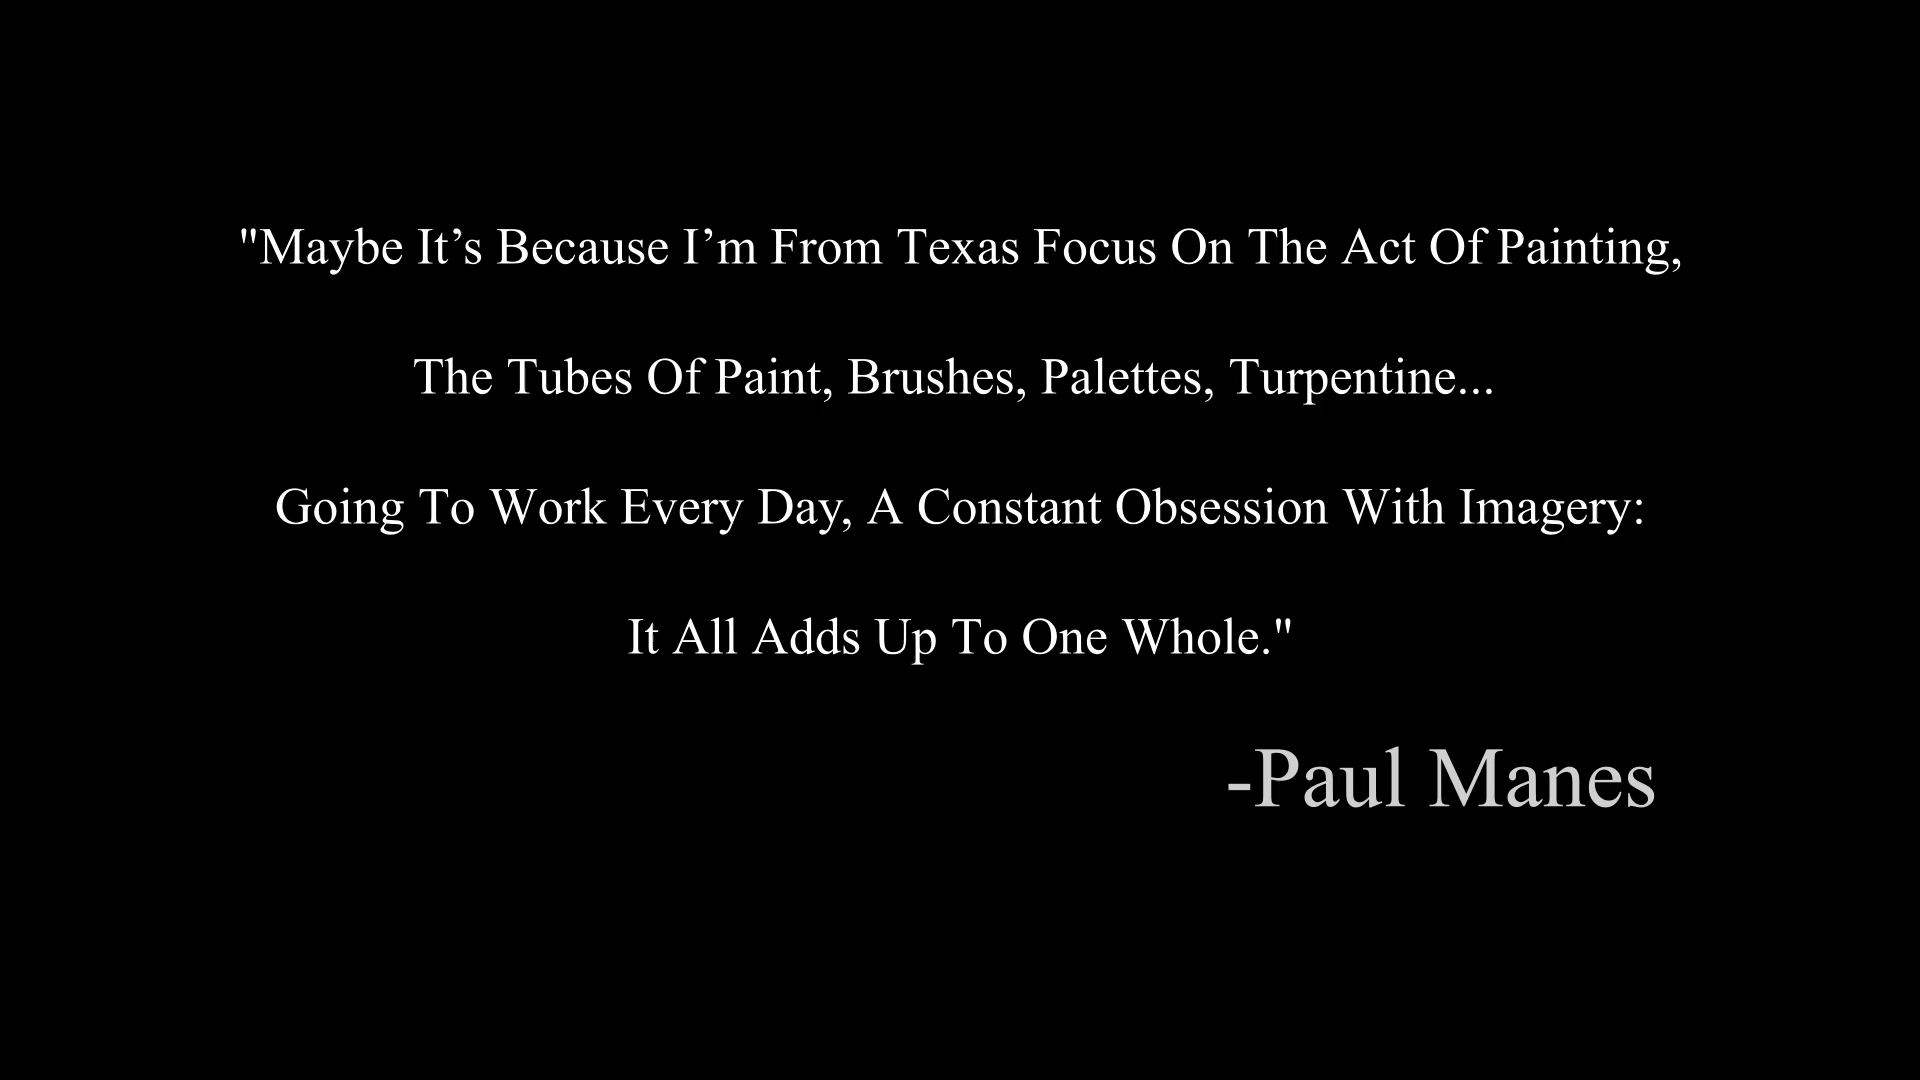 "Maybe It’s Because I’m From Texas Focus On The Act Of Painting,
The Tubes Of Paint, Brushes, Palettes, Turpentine...
Going To Work Every Day, A Constant Obsession With Imagery:
It All Adds Up To One Whole."
-Paul Manes